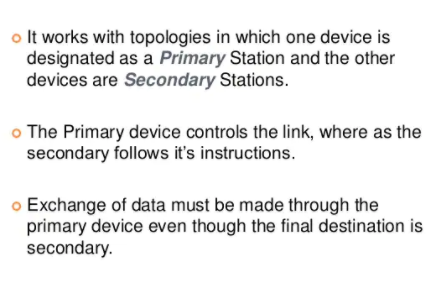 It works with topologies in which one device is
designated as a Primary Station and the other
devices are Secondary Stations.
The Primary device controls the link, where as the
secondary follows it's instructions.
Exchange of data must be made through the
primary device even though the final destination is
secondary.